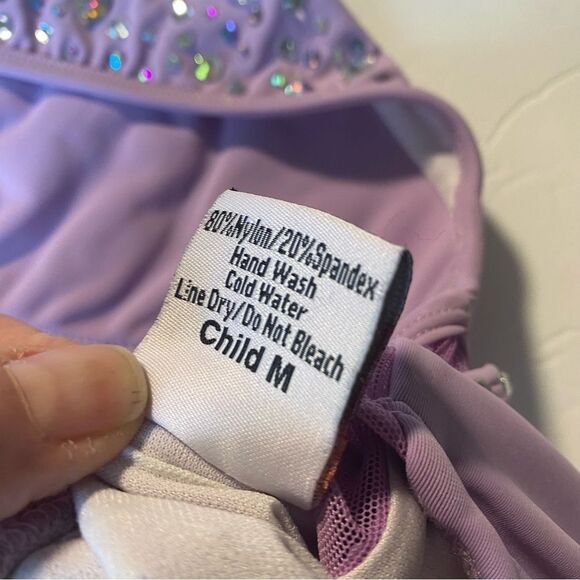 80%Nylon/20%Spandex
Hand Wash
Cold Water
Line Dry/Do Not Bleach
Child M